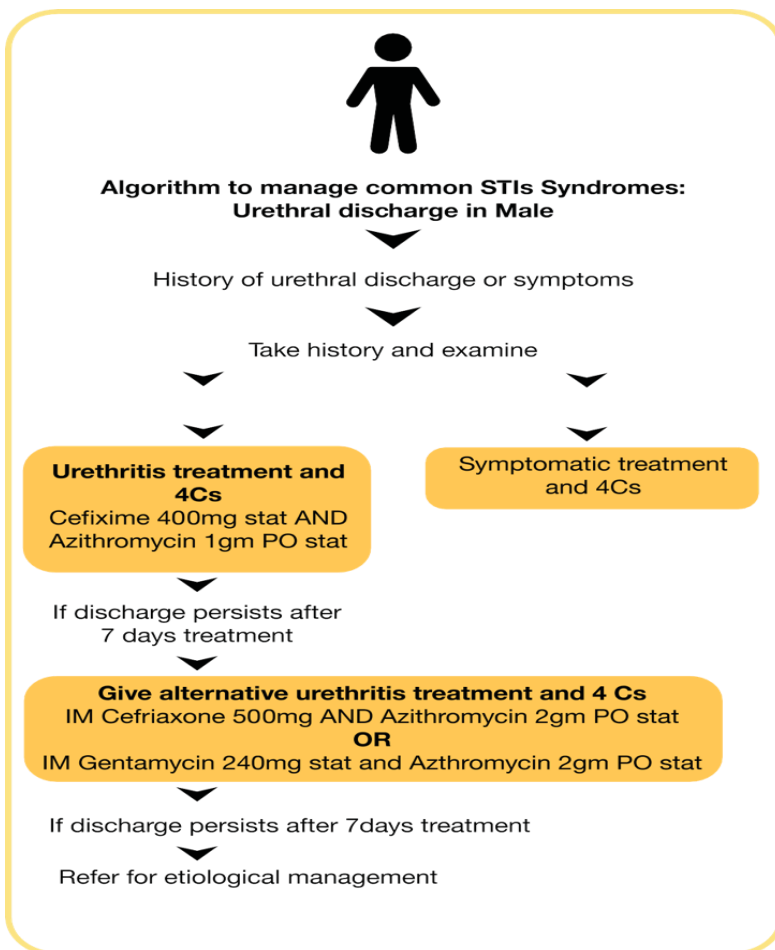 Algorithm to manage common STIs Syndromes:
Urethral discharge in Male
History of urethral discharge or symptoms
Take history and examine
Urethritis treatment and
4Cs
Cefixime 400mg stat AND
Azithromycin 1gm PO stat
Symptomatic treatment
and 4Cs
If discharge persists after
7 days treatment
Give alternative urethritis treatment and 4 Cs
IM Cefriaxone 500mg AND Azithromycin 2gm PO stat
OR
IM Gentamycin 240mg stat and Azthromycin 2gm PO stat
If discharge persists after 7days treatment
Refer for etiological management